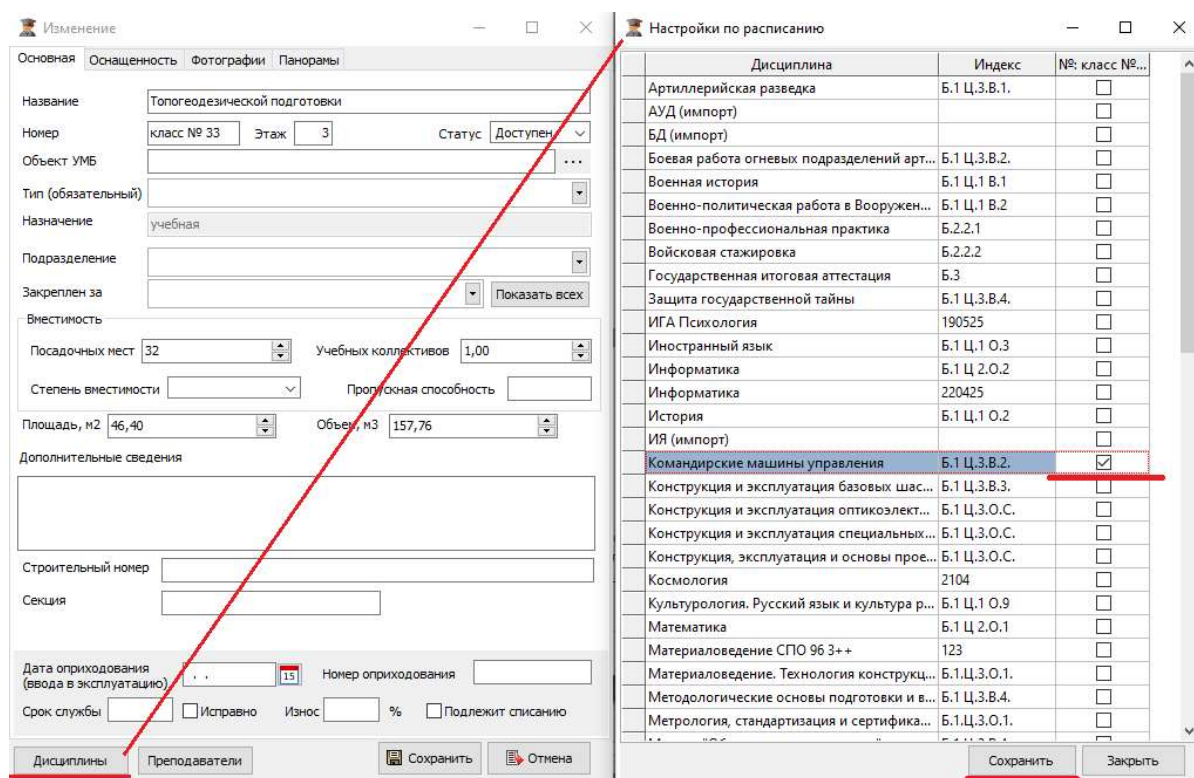 Изменение
Основная Оснащенность Фотографии Панорамы
Название Топогеодезической подготовки
Номер класс № 33 Этаж 3 Статус Доступен
Объект УМБ ...
Тип (обязательный)
Назначение учебная
Подразделение
Закреплен за Показать всех
Вместимость
Посадочных мест 32 Учебных коллективов 1,00
Степень вместимости Пропускная способность
Площадь, м2 46,40 Объем, м3 157,76
Дополнительные сведения
Строительный номер
Секция
Дата оприходования
(ввода в эксплуатацию) . . 15 Номер оприходования
Срок службы Исправно Износ % Подлежит списанию
Дисциплины Преподаватели Сохранить Отмена
Настройки по расписанию
Дисциплина Индекс №: класс №...
Артиллерийская разведка Б.1 Ц.3.В.1.
АУД (импорт)
БД (импорт)
Боевая работа огневых подразделений арт... Б.1 Ц.3.В.2.
Военная история Б.1 Ц.1 В.1
Военно-политическая работа в Вооружен... Б.1 Ц.1 В.2
Военно-профессиональная практика Б.2.2.1
Войсковая стажировка Б.2.2.2
Государственная итоговая аттестация Б.3
Защита государственной тайны Б.1 Ц.3.В.4.
ИГА Психология 190525
Иностранный язык Б.1 Ц.1 О.3
Информатика Б.1 Ц 2.О.2
Информатика 220425
История Б.1 Ц.1 О.2
ИЯ (импорт)
Командирские машины управления Б.1 Ц.3.В.2.
Конструкция и эксплуатация базовых шас... Б.1 Ц.3.В.3.
Конструкция и эксплуатация оптикоэлект... Б.1 Ц.3.О.С.
Конструкция и эксплуатация специальных... Б.1 Ц.3.О.С.
Конструкция, эксплуатация и основы прое... Б.1 Ц.3.О.С.
Космология 2104
Культурология. Русский язык и культура р... Б.1 Ц.1 О.9
Математика Б.1 Ц 2.О.1
Материаловедение СПО 96 3++ 123
Материаловедение. Технология конструкц... Б.1.Ц.3.О.1.
Методологические основы подготовки и в... Б.1 Ц.3.В.4.
Метрология, стандартизация и сертифика... Б.1.Ц.3.О.1.
Сохранить Закрыть